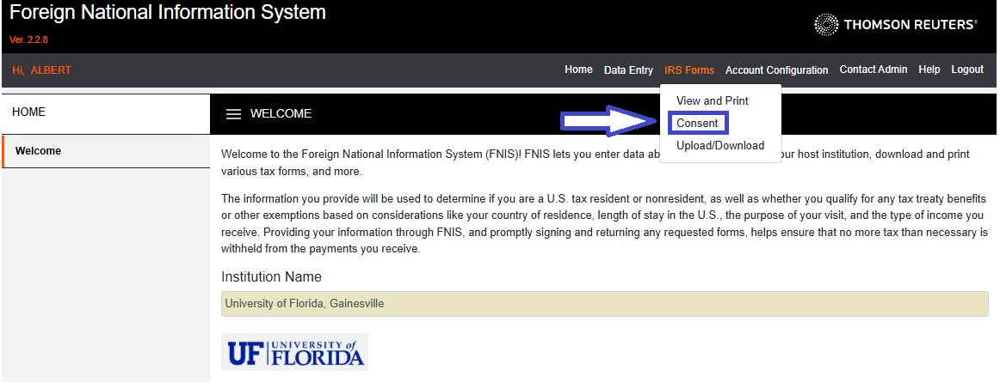 Foreign National Information System
THOMSON REUTERS®
Ver. 2.2.8
Hi, ALBERT
Home Data Entry IRS Forms Account Configuration Contact Admin Help Logout
View and Print
Consent
Upload/Download
HOME
WELCOME
Welcome
Welcome to the Foreign National Information System (FNIS)! FNIS lets you enter data ur host institution, download and print
various tax forms, and more.
The information you provide will be used to determine if you are a U.S. tax resident or nonresident, as well as whether you qualify for any tax treaty benefits
or other exemptions based on considerations like your country of residence, length of stay in the U.S., the purpose of your visit, and the type of income you
receive. Providing your information through FNIS, and promptly signing and returning any requested forms, helps ensure that no more tax than necessary is
withheld from the payments you receive.
Institution Name
University of Florida, Gainesville
UF UNIVERSITY of
FLORIDA